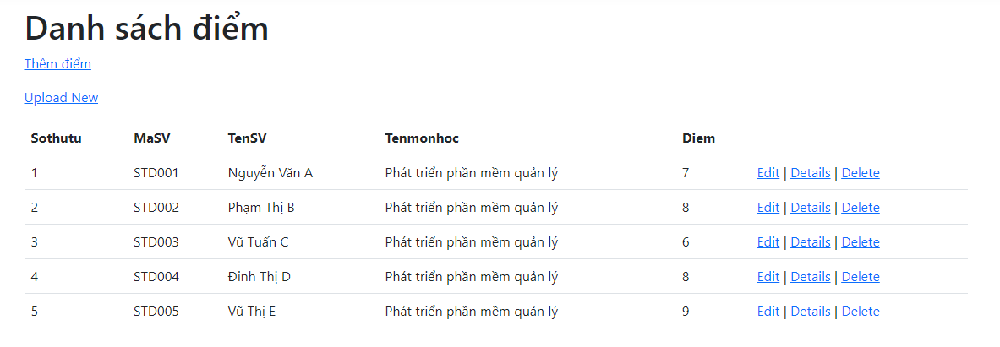 Danh sách điểm
Thêm điểm
Upload New
Sothutu MaSV TenSV Tenmonhoc Diem
1 STD001 Nguyễn Văn A Phát triển phần mềm quản lý 7 Edit | Details | Delete
2 STD002 Phạm Thị B Phát triển phần mềm quản lý 8 Edit | Details | Delete
3 STD003 Vũ Tuấn C Phát triển phần mềm quản lý 6 Edit | Details | Delete
4 STD004 Đinh Thị D Phát triển phần mềm quản lý 8 Edit | Details | Delete
5 STD005 Vũ Thị E Phát triển phần mềm quản lý 9 Edit | Details | Delete